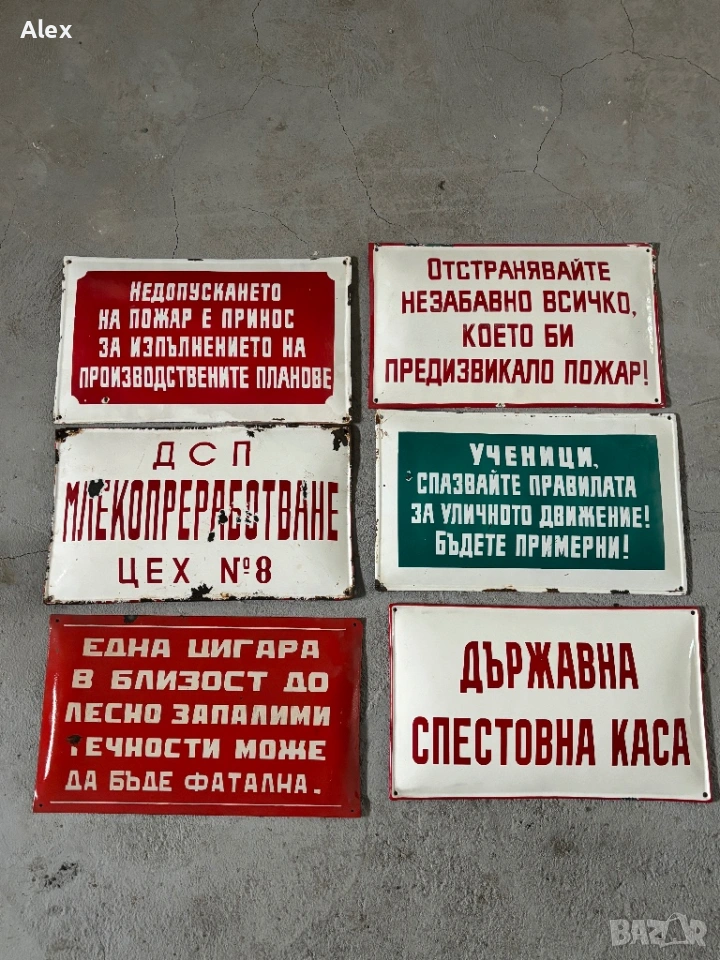 Alex
НЕДОПУСКАНЕТО
НА ПОЖАР Е ПРИНОС
ЗА ИЗПЪЛНЕНИЕТО НА
ПРОИЗВОДСТВЕНИТЕ ПЛАНОВЕ
ОТСТРАНЯВАЙТЕ
НЕЗАБАВНО ВСИЧКО,
КОЕТО БИ
ПРЕДИЗВИКАЛО ПОЖАР!
ДСП
МЛЕКОПРЕРАБОТВАНЕ
ЦЕХ №8
УЧЕНИЦИ,
СПАЗВАЙТЕ ПРАВИЛАТА
ЗА УЛИЧНОТО ДВИЖЕНИЕ!
БЪДЕТЕ ПРИМЕРНИ!
ЕДНА ЦИГАРА
В БЛИЗОСТ ДО
ЛЕСНО ЗАПАЛИМИ
ТЕЧНОСТИ МОЖЕ
ДА БЪДЕ ФАТАЛНА.
ДЪРЖАВНА
СПЕСТОВНА КАСА
BAZAR